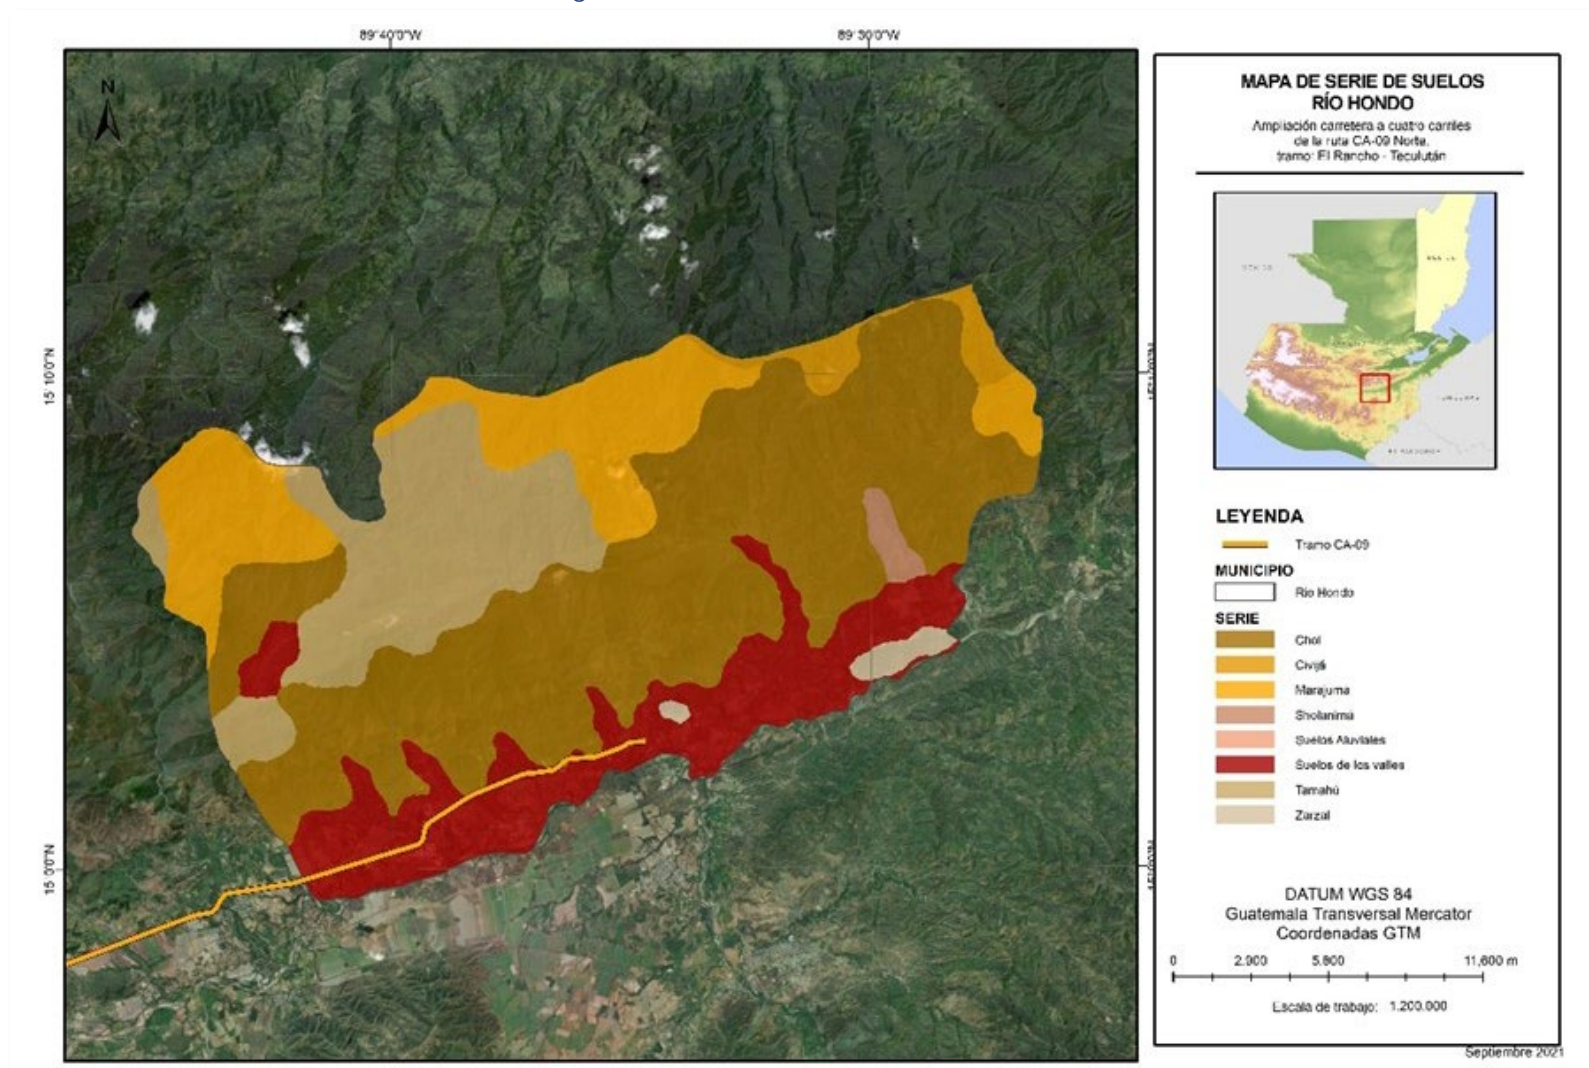 89°40'0"W
89°30'0"W
N
15°10'0"N
15°0'0"N
MAPA DE SERIE DE SUELOS
RÍO HONDO
Ampliación carretera a cuatro carriles
de la ruta CA-09 Norte,
tramo: El Rancho - Teculután
LEYENDA
Tramo CA-09
MUNICIPIO
Río Hondo
SERIE
Chol
Civijá
Marajuma
Sholanimá
Suelos Aluviales
Suelos de los valles
Tamahú
Zarzal
DATUM WGS 84
Guatemala Transversal Mercator
Coordenadas GTM
0 2.900 5.800 11,600 m
Escala de trabajo: 1.200.000
Septiembre 2021